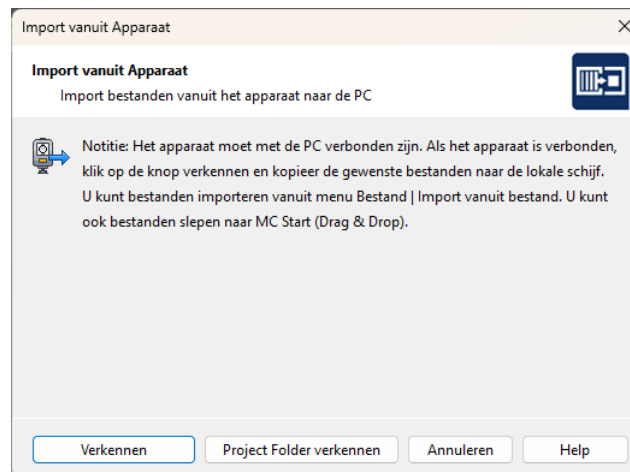 Import vanuit Apparaat
Import vanuit Apparaat
Import bestanden vanuit het apparaat naar de PC
Notitie: Het apparaat moet met de PC verbonden zijn. Als het apparaat is verbonden,
klik op de knop verkennen en kopieer de gewenste bestanden naar de lokale schijf.
U kunt bestanden importeren vanuit menu Bestand | Import vanuit bestand. U kunt
ook bestanden slepen naar MC Start (Drag & Drop).
Verkennen
Project Folder verkennen
Annuleren
Help